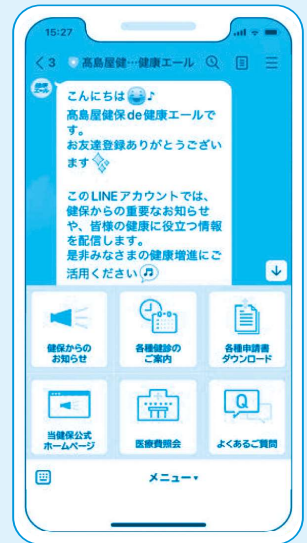 15:27
3
髙島屋健…健康エール
健康
エール
こんにちは
髙島屋健保de健康エールで
す。
お友達登録ありがとうござい
ます
このLINEアカウントでは、
健保からの重要なお知らせ
や、皆様の健康に役立つ情報
を配信します。
是非みなさまの健康増進にご
活用ください
健保からの
お知らせ
各種健診の
ご案内
各種申請書
ダウンロード
当健保公式
ホームページ
医療費照会
Q
よくあるご質問
メニュー